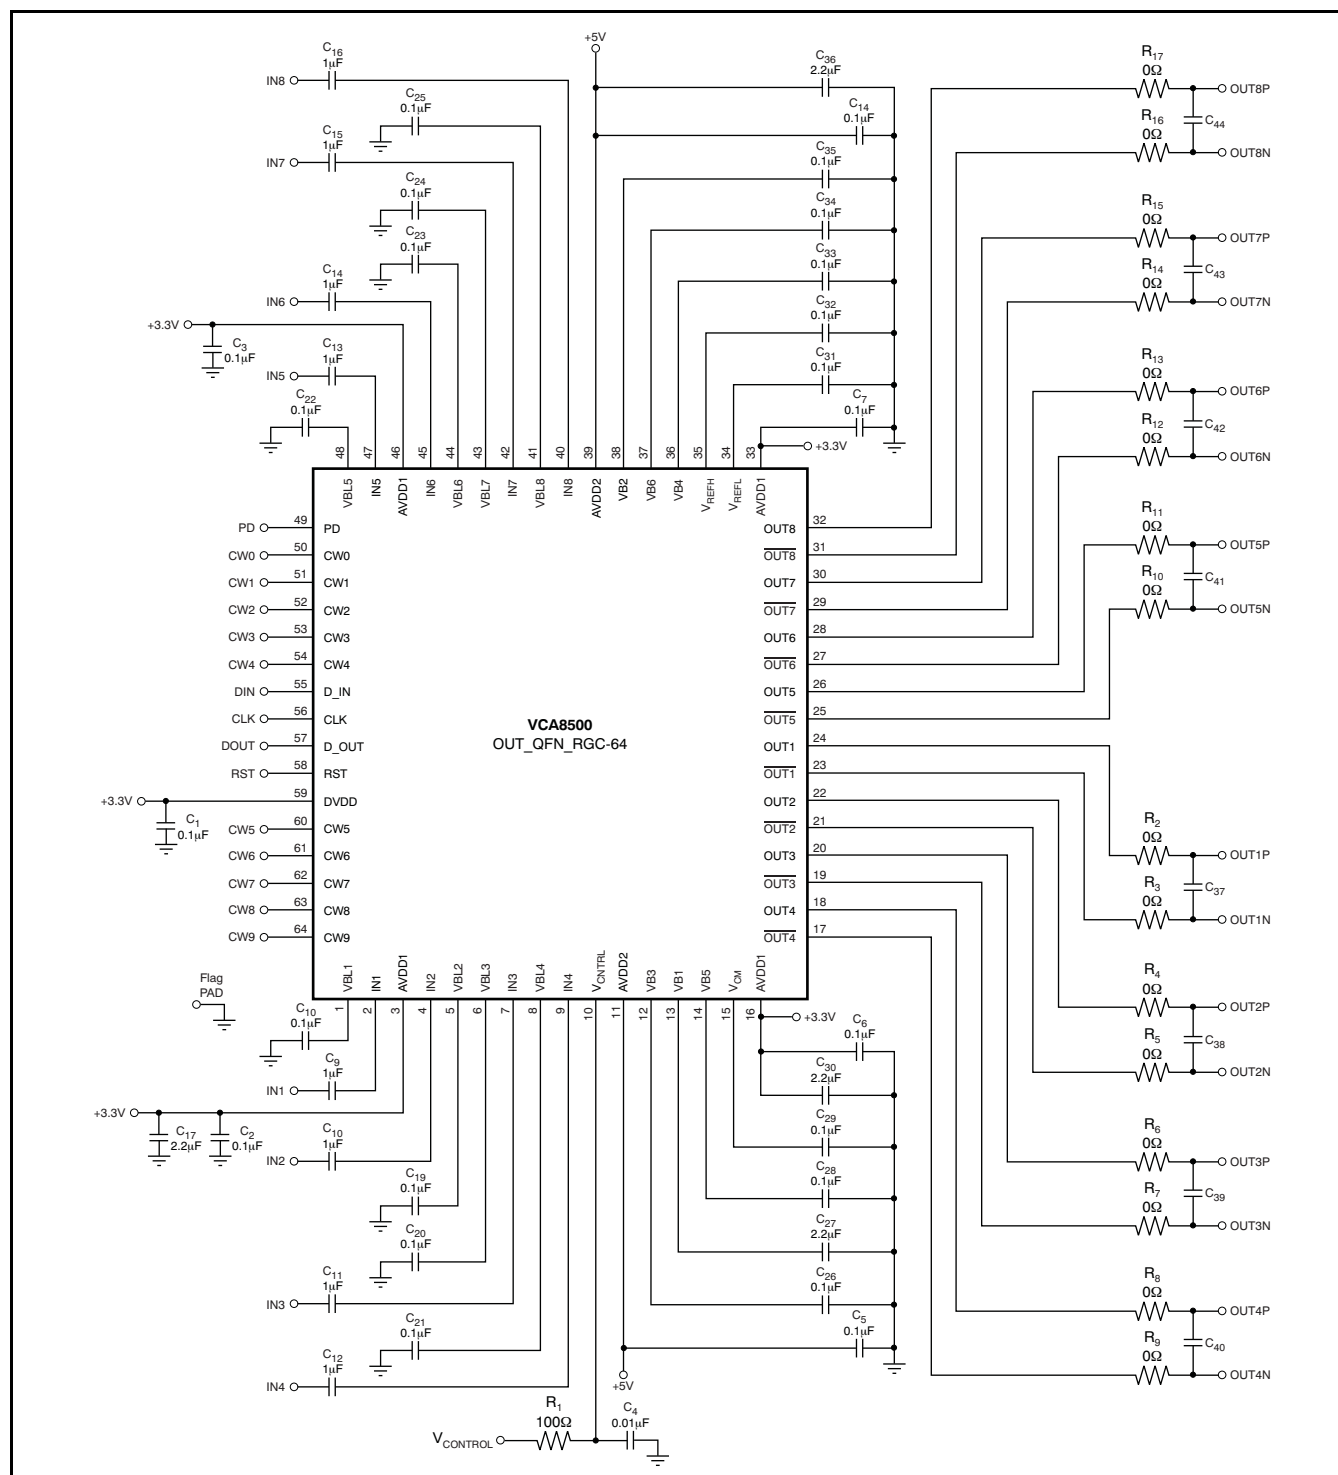 +5V
C16
1μF
IN8
C25
0.1μF
C15
1μF
IN7
C24
0.1μF
C23
0.1μF
C14
1μF
IN6
+3.3V
C3
0.1μF
C13
1μF
IN5
C22
0.1μF
C36
2.2μF
C14
0.1μF
C35
0.1μF
C34
0.1μF
C33
0.1μF
C32
0.1μF
C31
0.1μF
C7
0.1μF
+3.3V
R17
0Ω
OUT8P
C44
R16
0Ω
OUT8N
R15
0Ω
OUT7P
C43
R14
0Ω
OUT7N
R13
0Ω
OUT6P
C42
R12
0Ω
OUT6N
R11
0Ω
OUT5P
C41
R10
0Ω
OUT5N
48 47 46 45 44 43 42 41 40 39 38 37 36 35 34 33
VBL5 IN5 AVDD1 IN6 VBL6 VBL7 IN7 VBL8 IN8 AVDD2 VB2 VB6 VB4 VREFH VREFL AVDD1
PD 49 PD
CW0 50 CW0
CW1 51 CW1
CW2 52 CW2
CW3 53 CW3
CW4 54 CW4
DIN 55 D_IN
CLK 56 CLK
DOUT 57 D_OUT
RST 58 RST
+3.3V 59 DVDD
C1
0.1μF
CW5 60 CW5
CW6 61 CW6
CW7 62 CW7
CW8 63 CW8
CW9 64 CW9
VCA8500
OUT_QFN_RGC-64
OUT8 32
OUT8 31
OUT7 30
OUT7 29
OUT6 28
OUT6 27
OUT5 26
OUT5 25
OUT1 24
OUT1 23
OUT2 22
OUT2 21
OUT3 20
OUT3 19
OUT4 18
OUT4 17
VBL1 IN1 AVDD1 IN2 VBL2 VBL3 IN3 VBL4 IN4 VCNTRL AVDD2 VB3 VB1 VB5 VCM AVDD1
1 2 3 4 5 6 7 8 9 10 11 12 13 14 15 16
Flag
PAD
C10
0.1μF
C9
1μF
IN1
+3.3V
C17
2.2μF
C2
0.1μF
C10
1μF
IN2
C19
0.1μF
C20
0.1μF
C11
1μF
IN3
C21
0.1μF
C12
1μF
IN4
R1
100Ω
VCONTROL
C4
0.01μF
+5V
+3.3V
C6
0.1μF
C30
2.2μF
C29
0.1μF
C28
0.1μF
C27
2.2μF
C26
0.1μF
C5
0.1μF
R2
0Ω
OUT1P
C37
R3
0Ω
OUT1N
R4
0Ω
OUT2P
C38
R5
0Ω
OUT2N
R6
0Ω
OUT3P
C39
R7
0Ω
OUT3N
R8
0Ω
OUT4P
C40
R9
0Ω
OUT4N